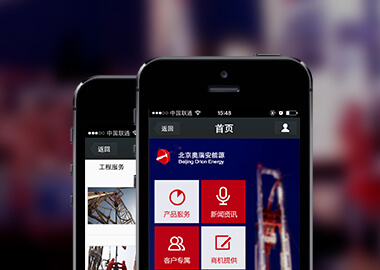 中国联通
返回
工程服务
中国联通
15:48
返回
首页
北京奥瑞安能源
Beijing Orion Energy
产品服务
新闻资讯
客户专属
商机提供